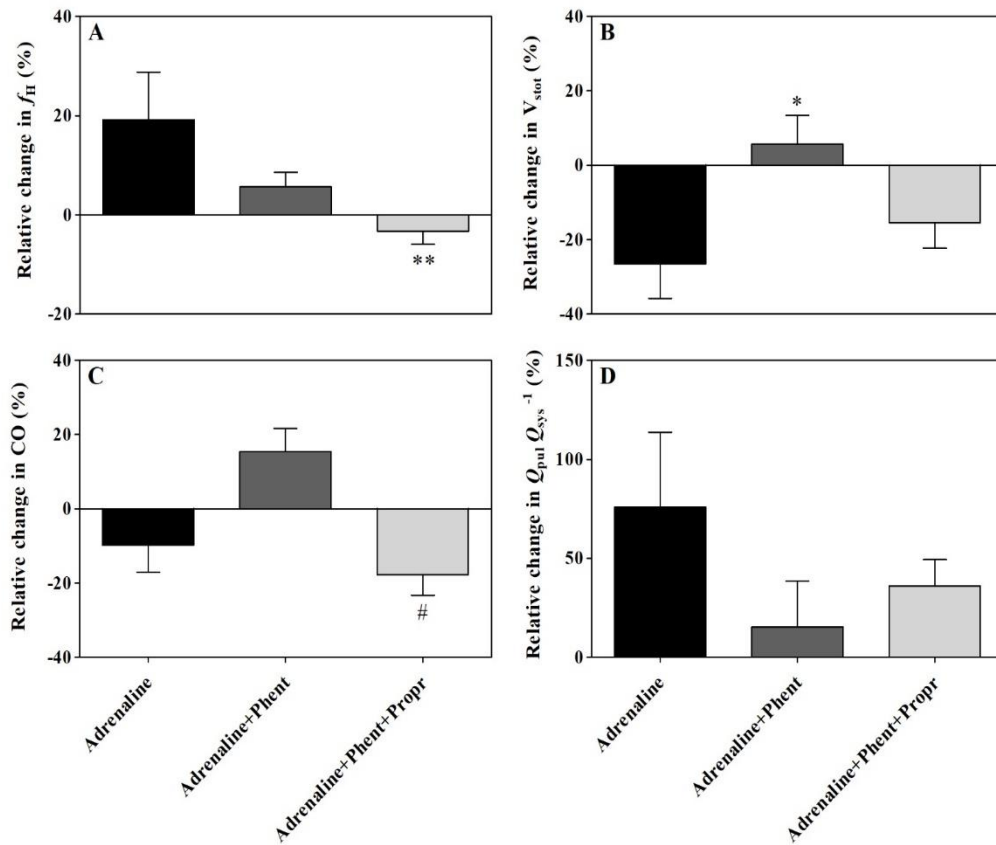 A
Relative change in fH (%)
40
20
0
-20
**
B
Relative change in Vstot (%)
40
20
0
-20
-40
*
C
Relative change in CO (%)
40
20
0
-20
-40
#
D
Relative change in Qpul Qsys -1 (%)
150
100
50
0
Adrenaline
Adrenaline+Phent
Adrenaline+Phent+Propr
Adrenaline
Adrenaline+Phent
Adrenaline+Phent+Propr